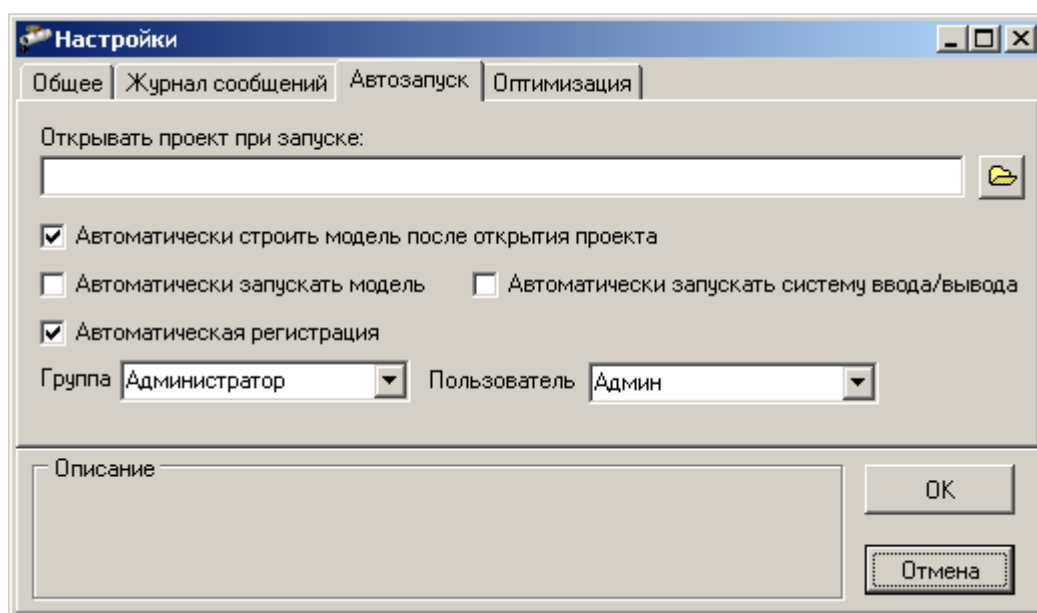 Настройки
Общее Журнал сообщений Автозапуск Оптимизация
Открывать проект при запуске:
Автоматически строить модель после открытия проекта
Автоматически запускать модель Автоматически запускать систему ввода/вывода
Автоматическая регистрация
Группа Администратор Пользователь Админ
Описание
OK
Отмена